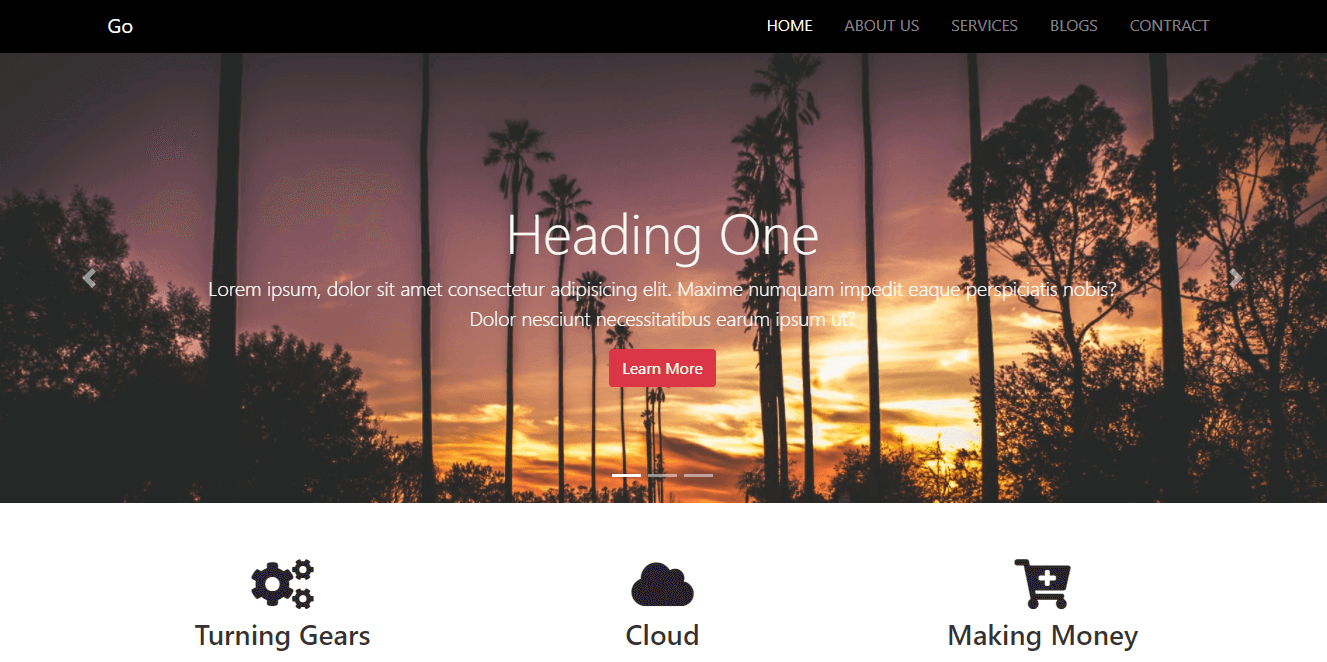 Go
HOME ABOUT US SERVICES BLOGS CONTRACT
Heading One
Lorem ipsum, dolor sit amet consectetur adipisicing elit. Maxime numquam impedit eaque perspiciatis nobis?
Dolor nesciunt necessitatibus earum ipsum ut?
Learn More
Turning Gears
Cloud
Making Money